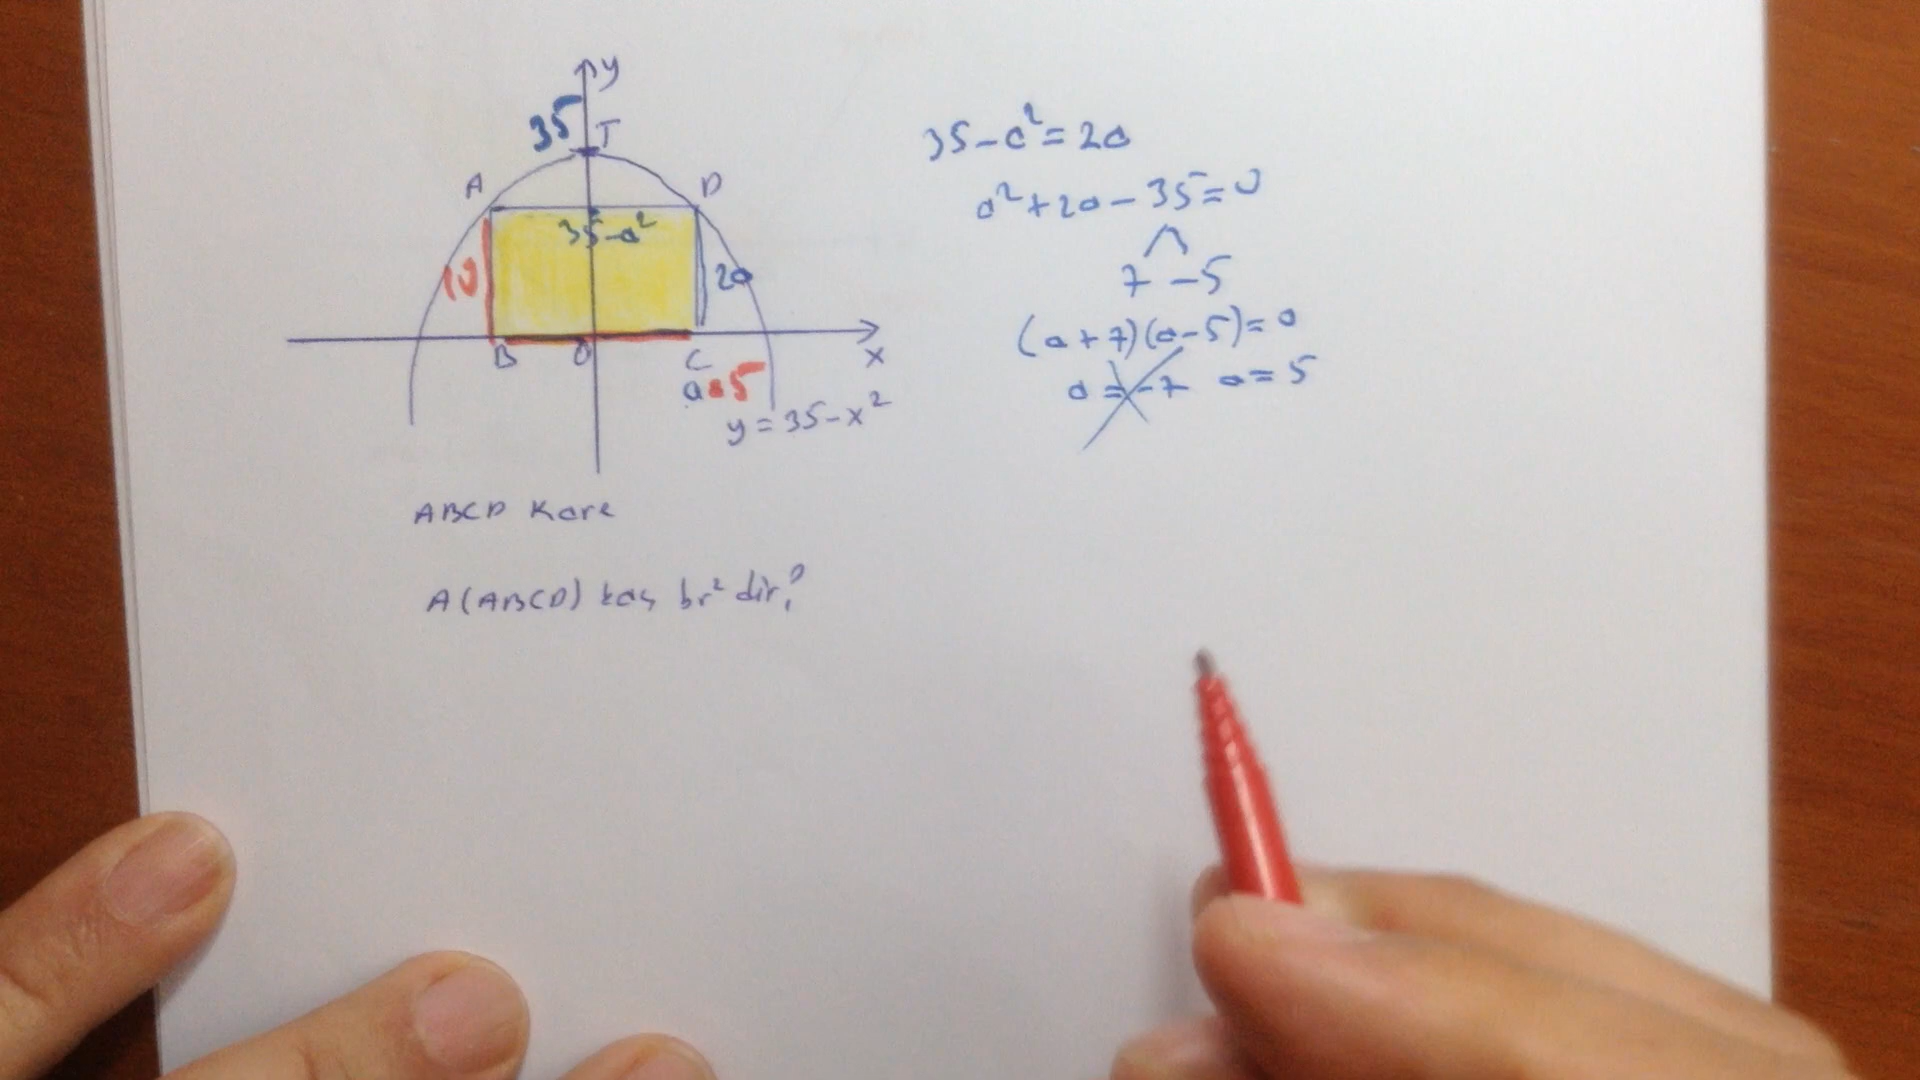 y
35
T
A
D
35-a²
10
2a
B
O
C
x
a=5
y=35-x²
ABCD Kare
A(ABCD) kaç br² dir?
35-a²=2a
a²+2a-35=0
7 -5
(a+7)(a-5)=0
a=-7 a=5